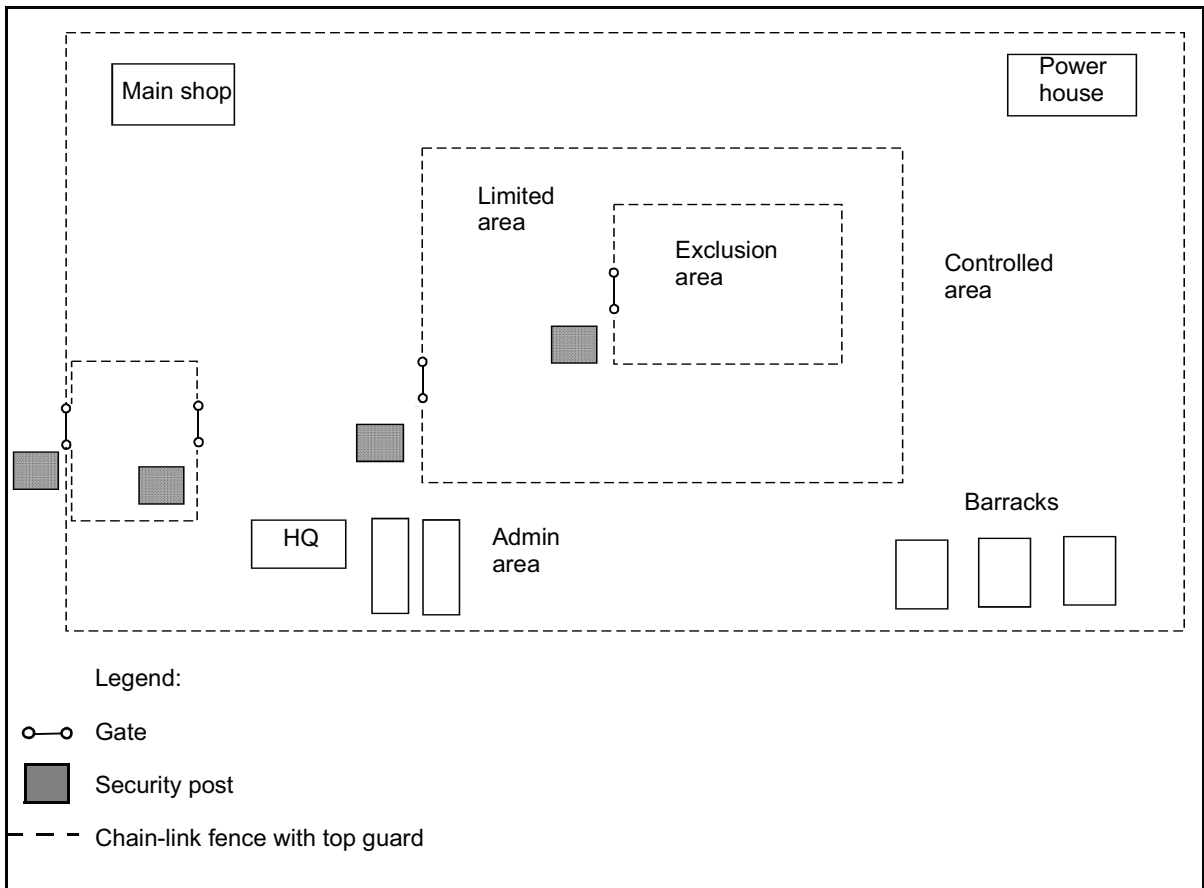 Main shop
Power
house
Limited
area
Exclusion
area
Controlled
area
Barracks
HQ
Admin
area
Legend:
Gate
Security post
Chain-link fence with top guard